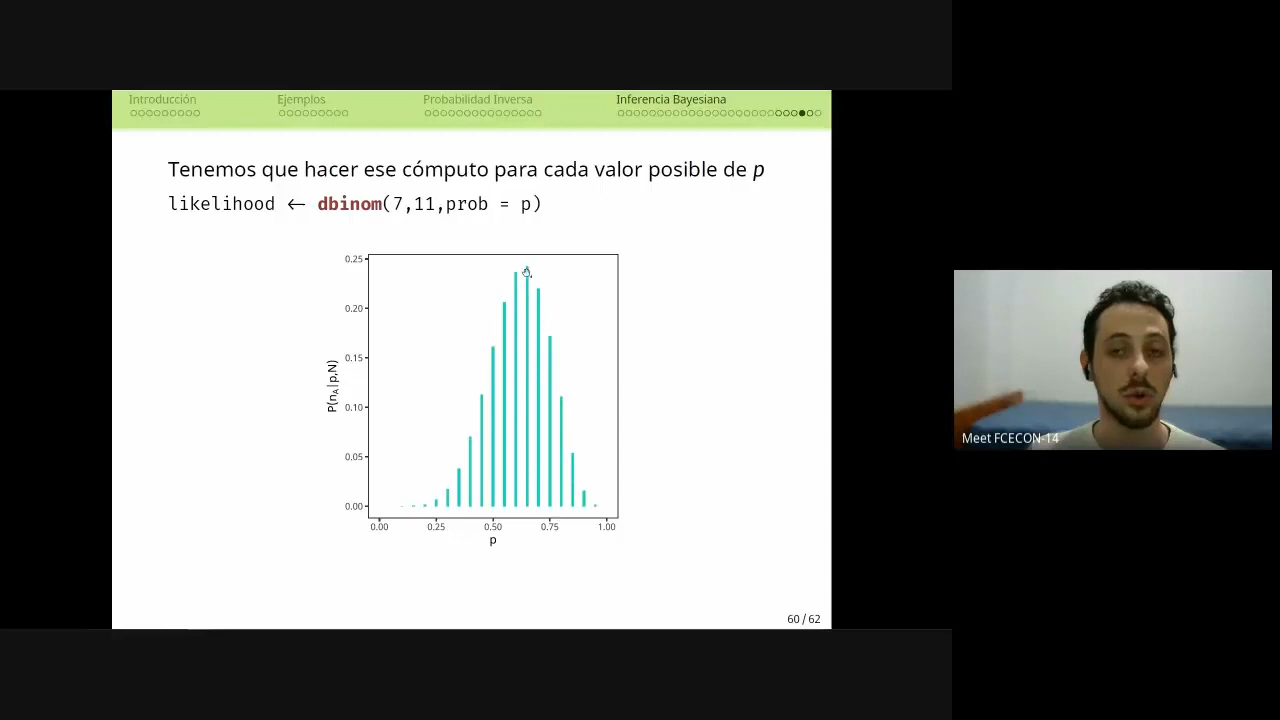 Introducción Ejemplos Probabilidad Inversa Inferencia Bayesiana
Tenemos que hacer ese cómputo para cada valor posible de p
likelihood ← dbinom(7,11,prob = p)
0.25
0.20
0.15
0.10
0.05
0.00
P(nA|p,N)
0.00 0.25 0.50 0.75 1.00
p
Meet FCECON-14
60 / 62